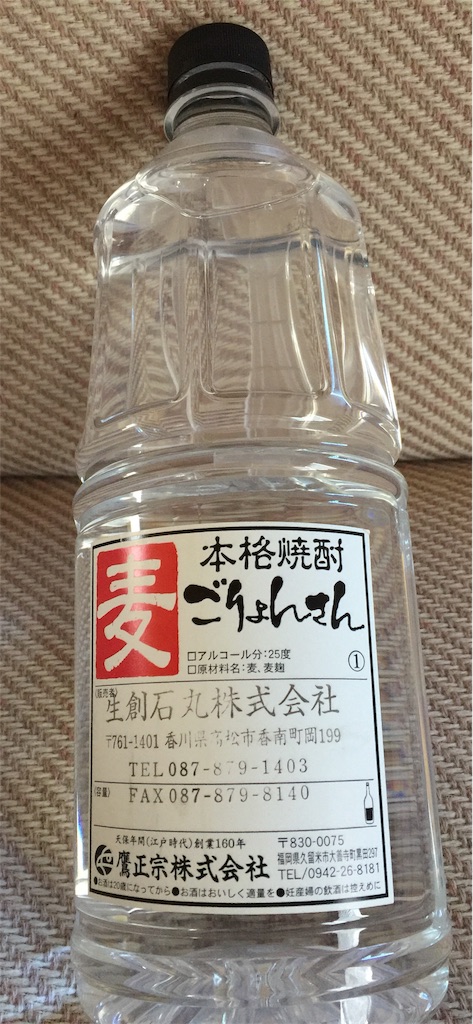 麦
本格焼酎
ごりょんさん
□アルコール分:25度
□原材料名:麦、麦麹
①
(販売者)
生創石丸株式会社
〒761-1401 香川県高松市香南町岡199
TEL 087-879-1403
(容量)
FAX 087-879-8140
天保年間(江戸時代)創業160年
鷹正宗株式会社
〒830-0075
福岡県久留米市大善寺町黒田297
TEL/0942-26-8181
●お酒は20歳になってから●お酒はおいしく適量を●妊産婦の飲酒は控えめに